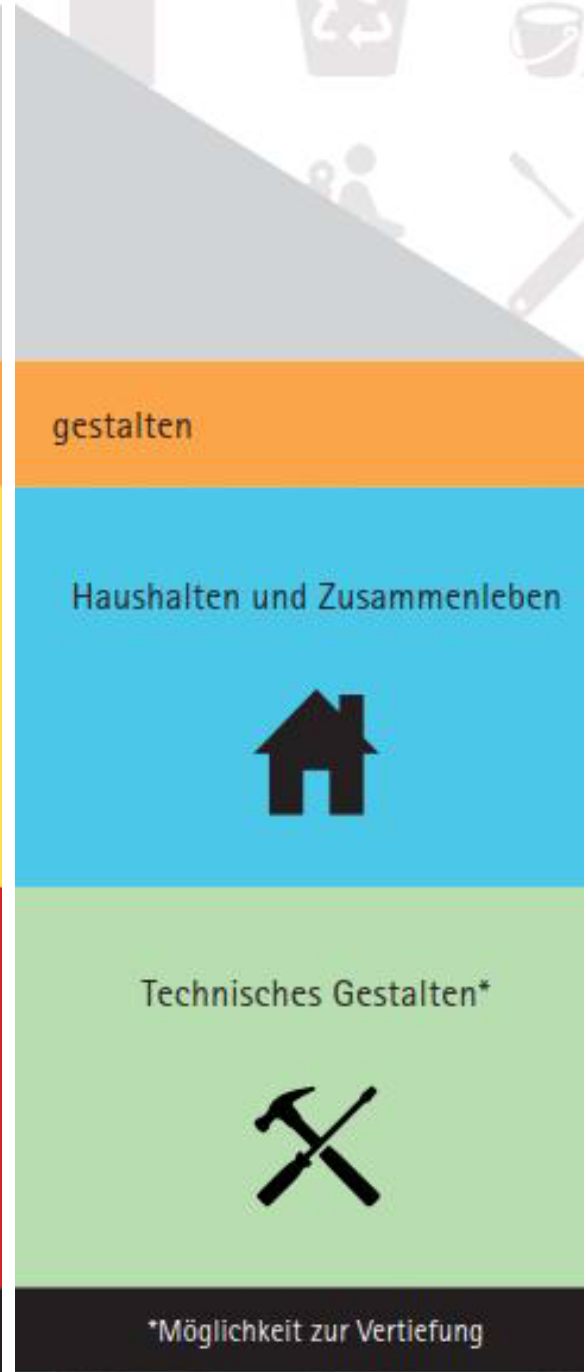 gestalten
Haushalten und Zusammenleben
Technisches Gestalten*
*Möglichkeit zur Vertiefung